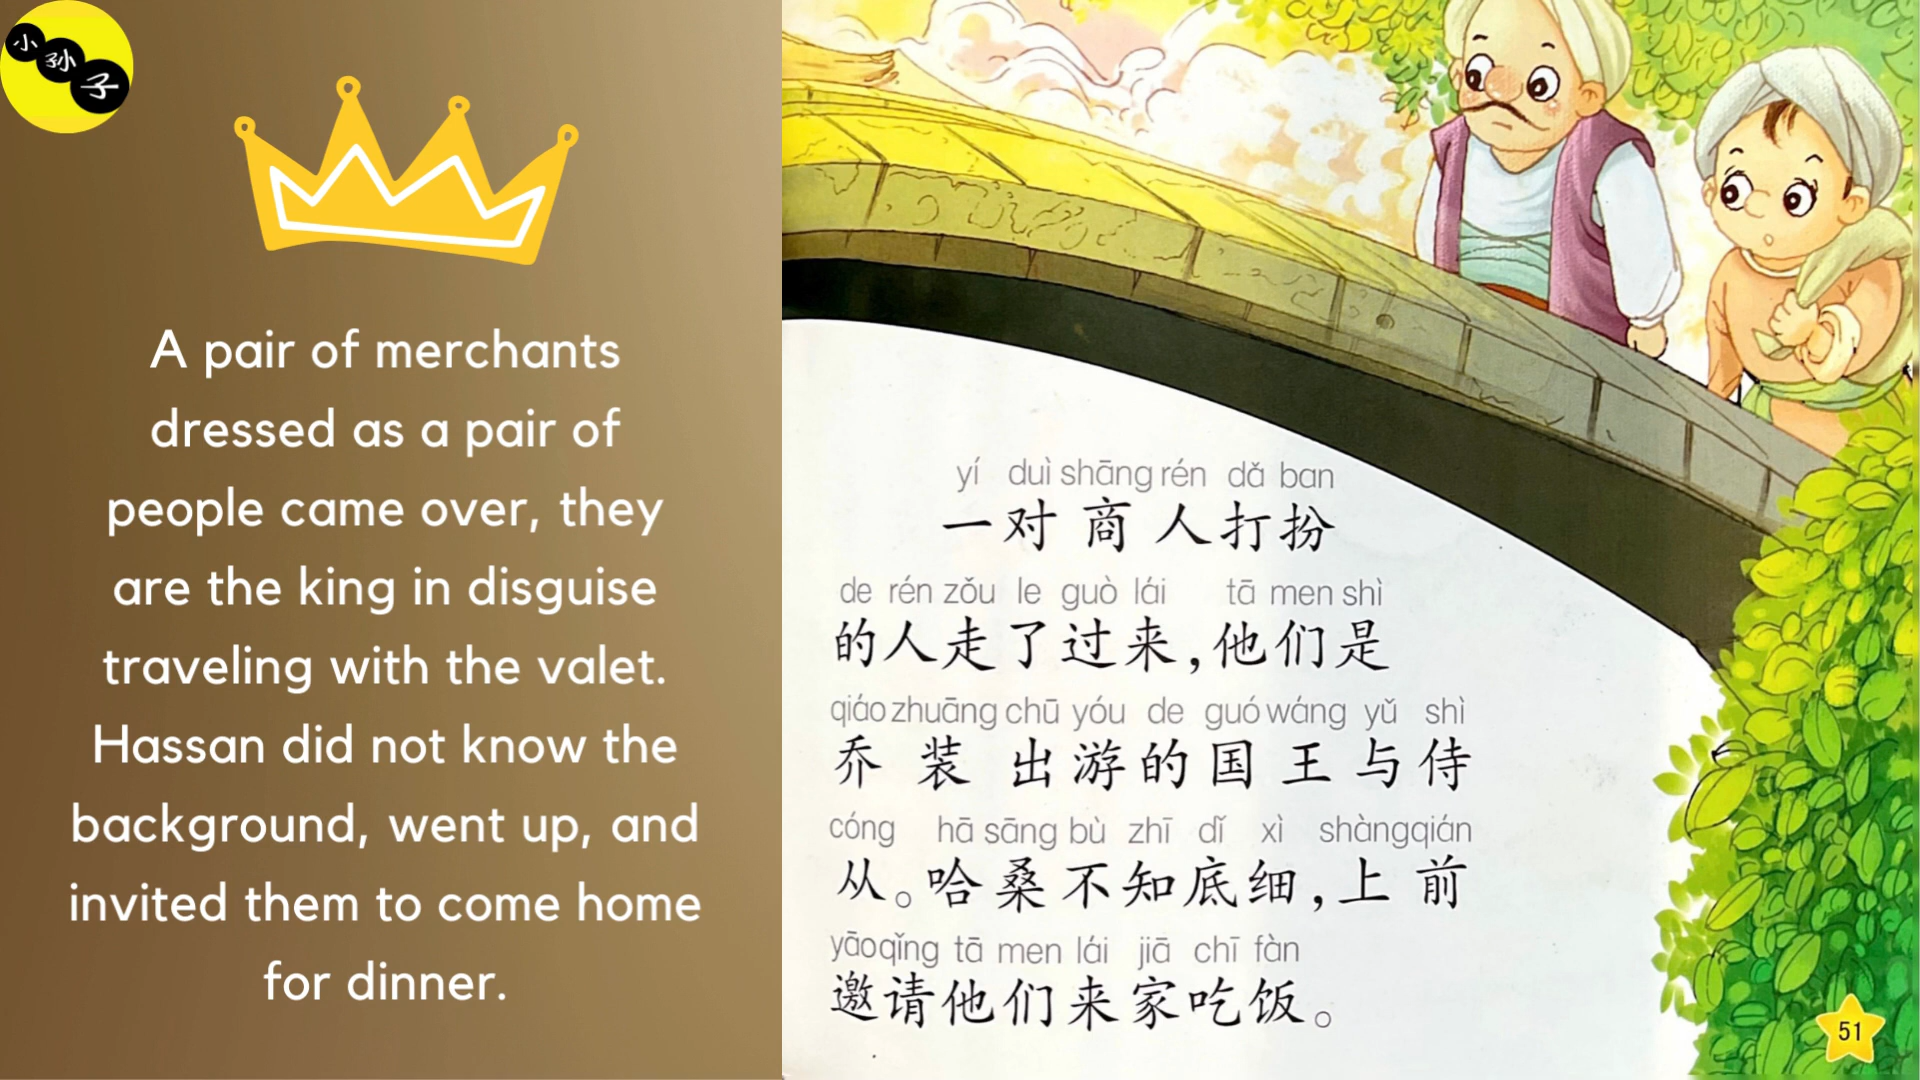 小孙子
A pair of merchants
dressed as a pair of
people came over, they
are the king in disguise
traveling with the valet.
Hassan did not know the
background, went up, and
invited them to come home
for dinner.
yí duì shāng rén dǎ ban
一对商人打扮
de rén zǒu le guò lái tā men shì
的人走了过来,他们是
qiáo zhuāng chū yóu de guó wáng yǔ shì
乔装出游的国王与侍
cóng hā sāng bù zhī dǐ xì shàng qián
从。哈桑不知底细,上前
yāo qǐng tā men lái jiā chī fàn
邀请他们来家吃饭。
51